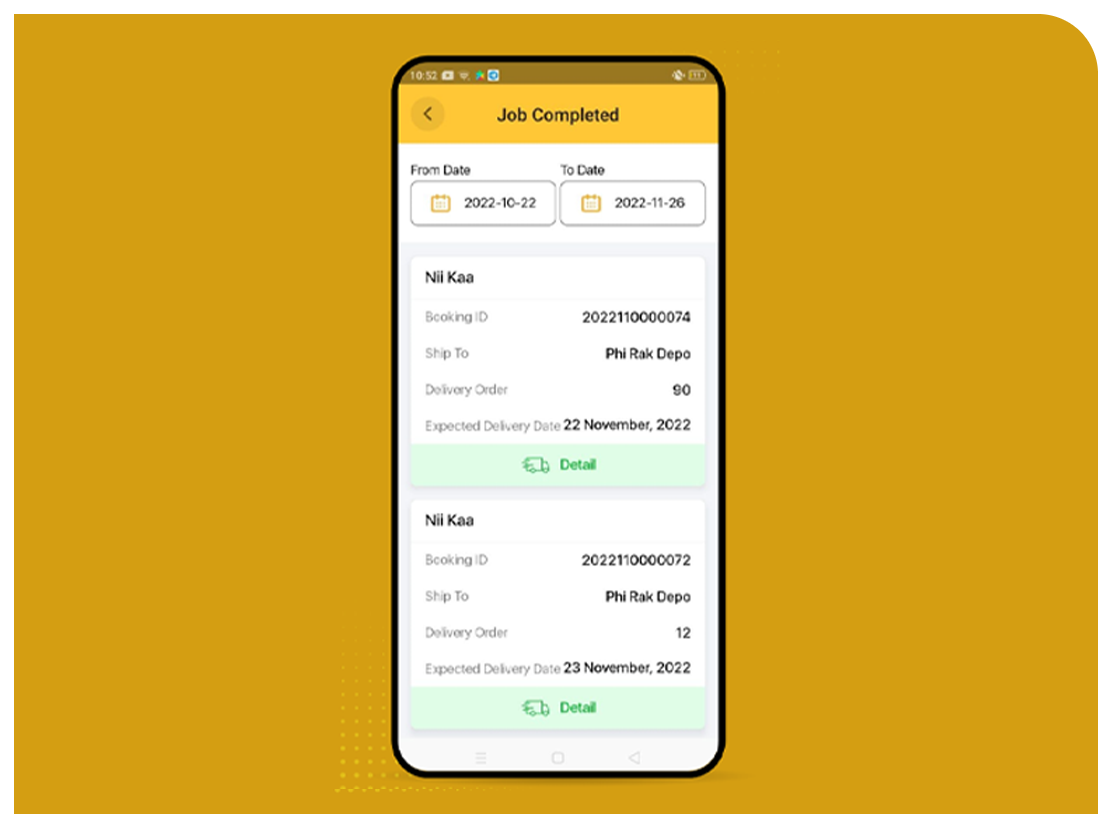 10:52
Job Completed
From Date To Date
2022-10-22 2022-11-26
Nii Kaa
Booking ID 2022110000074
Ship To Phi Rak Depo
Delivery Order 90
Expected Delivery Date 22 November, 2022
Detail
Nii Kaa
Booking ID 2022110000072
Ship To Phi Rak Depo
Delivery Order 12
Expected Delivery Date 23 November, 2022
Detail